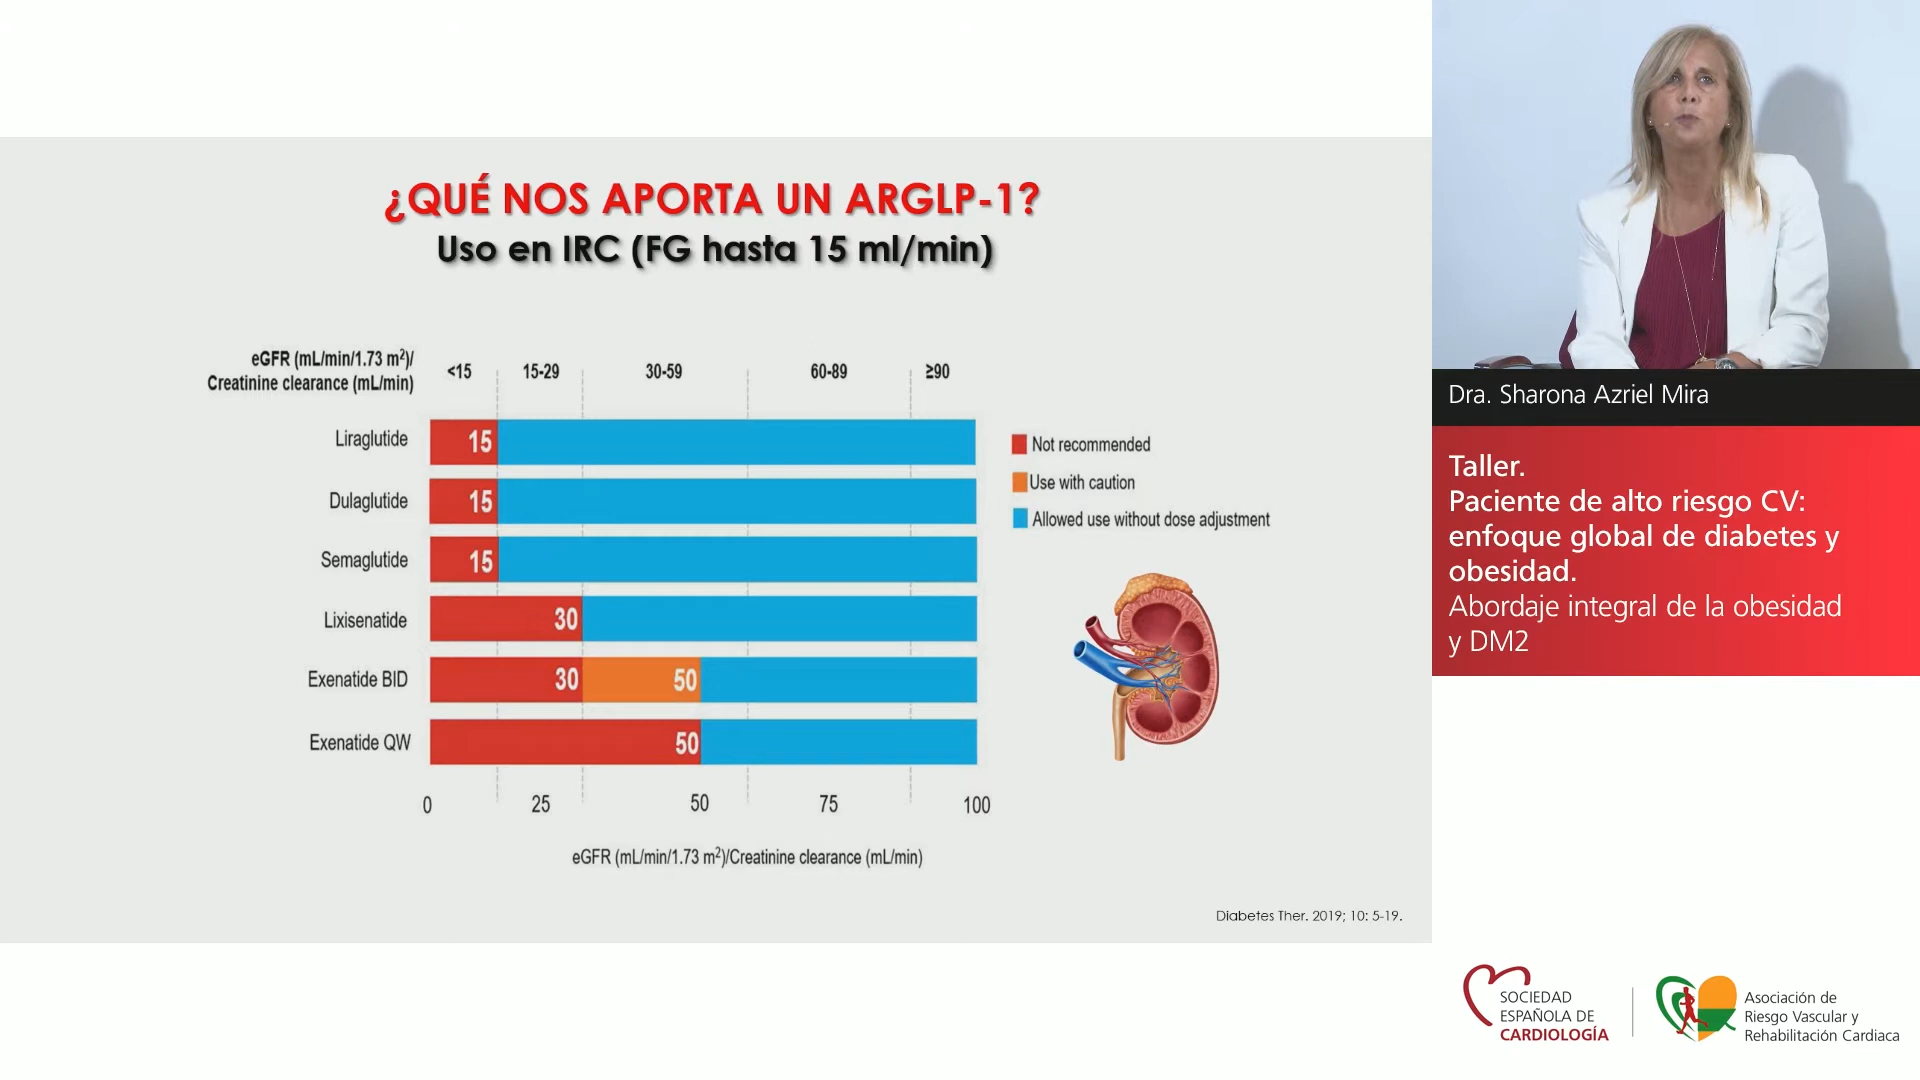 ¿QUÉ NOS APORTA UN ARGLP-1?
Uso en IRC (FG hasta 15 ml/min)
eGFR (mL/min/1.73 m²)/
Creatinine clearance (mL/min)
<15 15-29 30-59 60-89 ≥90
Liraglutide 15
Dulaglutide 15
Semaglutide 15
Lixisenatide 30
Exenatide BID 30 50
Exenatide QW 50
0 25 50 75 100
eGFR (mL/min/1.73 m²)/Creatinine clearance (mL/min)
Not recommended
Use with caution
Allowed use without dose adjustment
Diabetes Ther. 2019; 10: 5-19.
Dra. Sharona Azriel Mira
Taller.
Paciente de alto riesgo CV:
enfoque global de diabetes y
obesidad.
Abordaje integral de la obesidad
y DM2
SOCIEDAD
ESPAÑOLA DE
CARDIOLOGÍA
Asociación de
Riesgo Vascular y
Rehabilitación Cardiaca